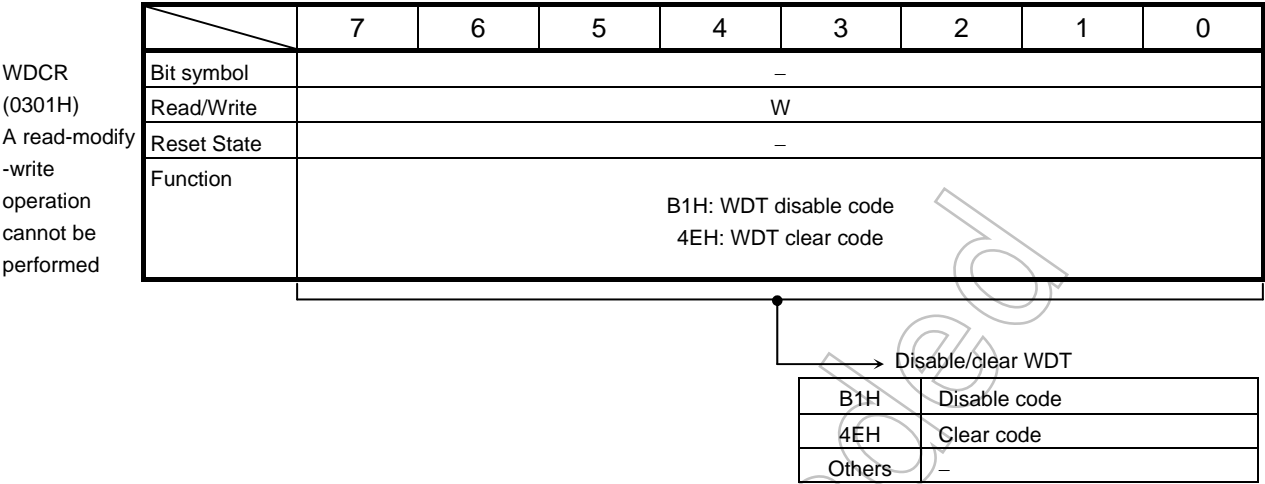 7 6 5 4 3 2 1 0
WDCR
(0301H)
A read-modify
-write
operation
cannot be
performed
Bit symbol –
Read/Write W
Reset State –
Function
B1H: WDT disable code
4EH: WDT clear code
Disable/clear WDT
B1H Disable code
4EH Clear code
Others –